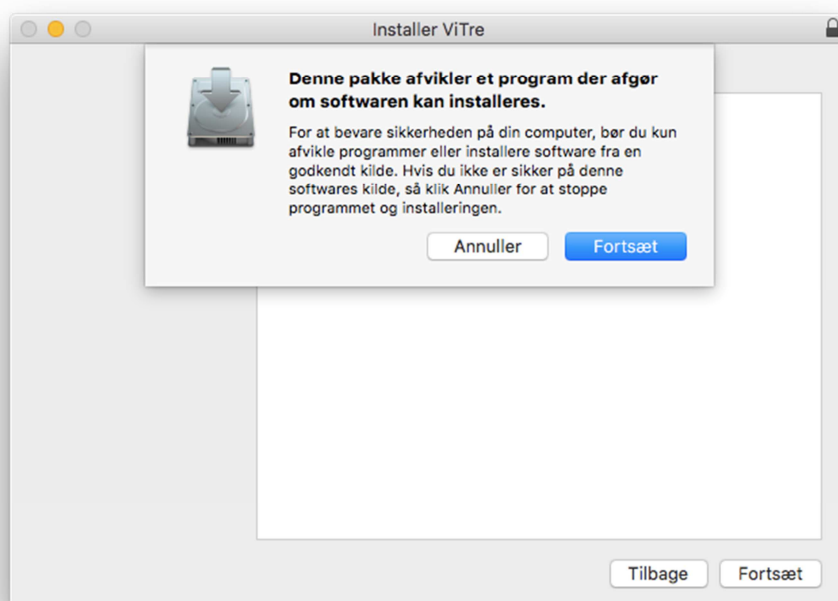 Installer ViTre
Denne pakke afvikler et program der afgør
om softwaren kan installeres.
For at bevare sikkerheden på din computer, bør du kun
afvikle programmer eller installere software fra en
godkendt kilde. Hvis du ikke er sikker på denne
softwares kilde, så klik Annuller for at stoppe
programmet og installeringen.
Annuller
Fortsæt
Tilbage
Fortsæt